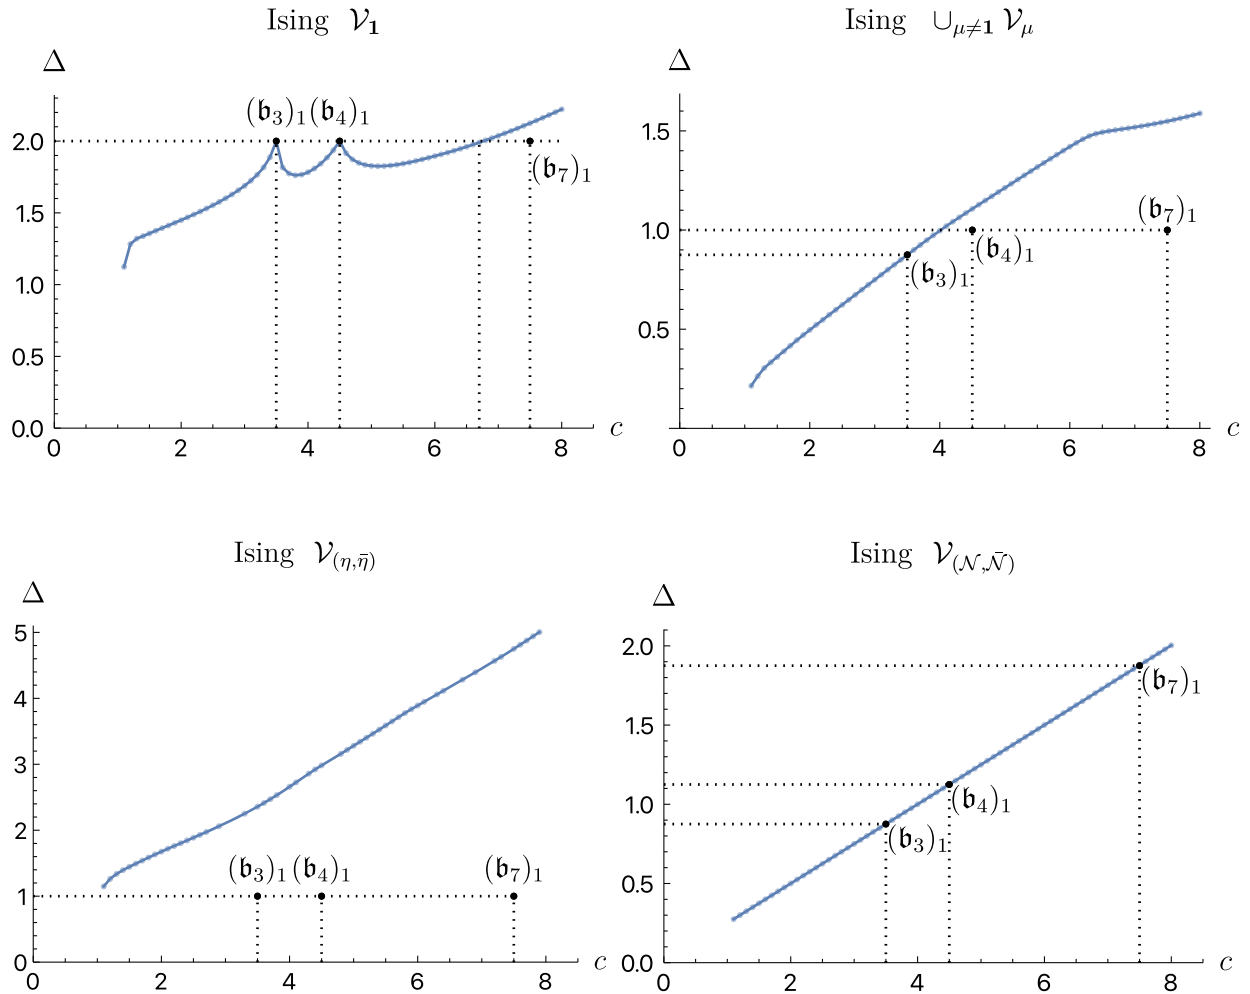 Ising 𝒱₁
Δ
2.0
1.5
1.0
0.5
0.0
(𝔟₃)₁ (𝔟₄)₁
(𝔟₇)₁
0 2 4 6 8 c
Ising ∪_{μ≠1} 𝒱_μ
Δ
1.5
1.0
0.5
(𝔟₇)₁
(𝔟₄)₁
(𝔟₃)₁
0 2 4 6 8 c
Ising 𝒱_{(η,η̄)}
Δ
5
4
3
2
1
0
(𝔟₃)₁ (𝔟₄)₁ (𝔟₇)₁
0 2 4 6 8 c
Ising 𝒱_{(𝒩,𝒩̄)}
Δ
2.0
1.5
1.0
0.5
0.0
(𝔟₇)₁
(𝔟₄)₁
(𝔟₃)₁
0 2 4 6 8 c